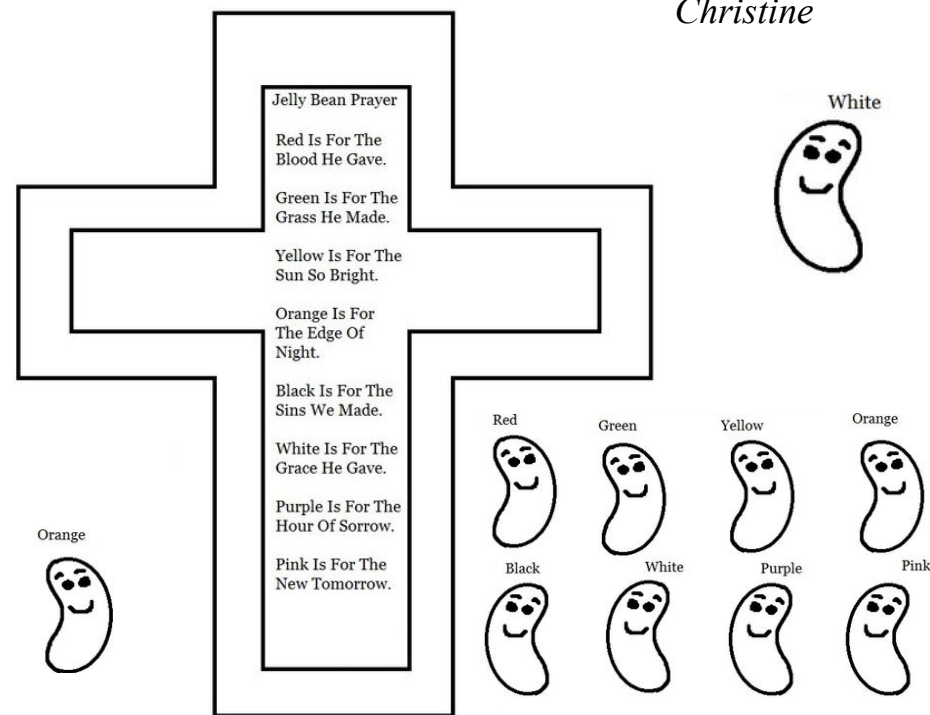 Christine
White
Jelly Bean Prayer
Red Is For The
Blood He Gave.
Green Is For The
Grass He Made.
Yellow Is For The
Sun So Bright.
Orange Is For
The Edge Of
Night.
Black Is For The
Sins We Made.
White Is For The
Grace He Gave.
Purple Is For The
Hour Of Sorrow.
Pink Is For The
New Tomorrow.
Orange
Red Green Yellow Orange
Black White Purple Pink